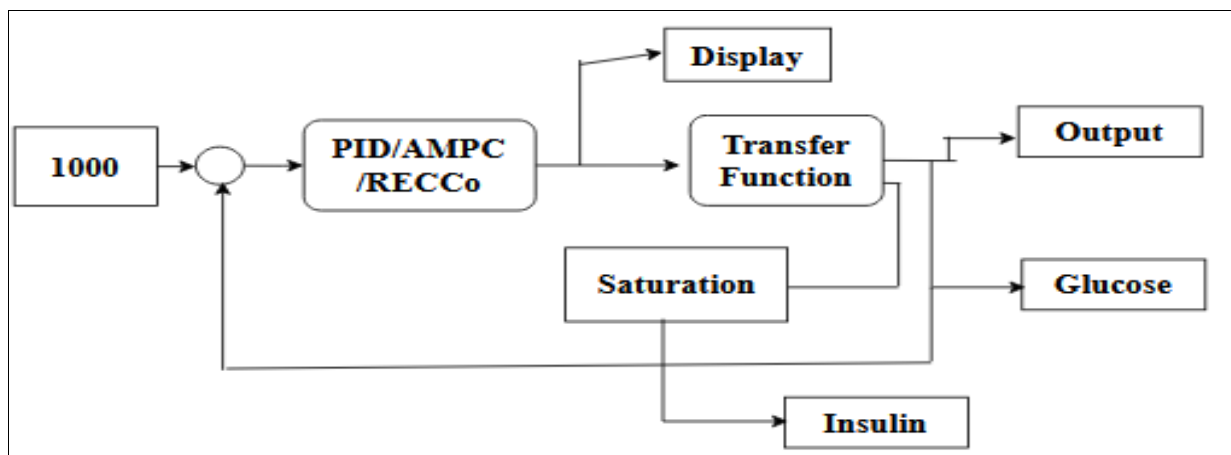 Display
1000
PID/AMPC
/RECCo
Transfer
Function
Output
Saturation
Glucose
Insulin